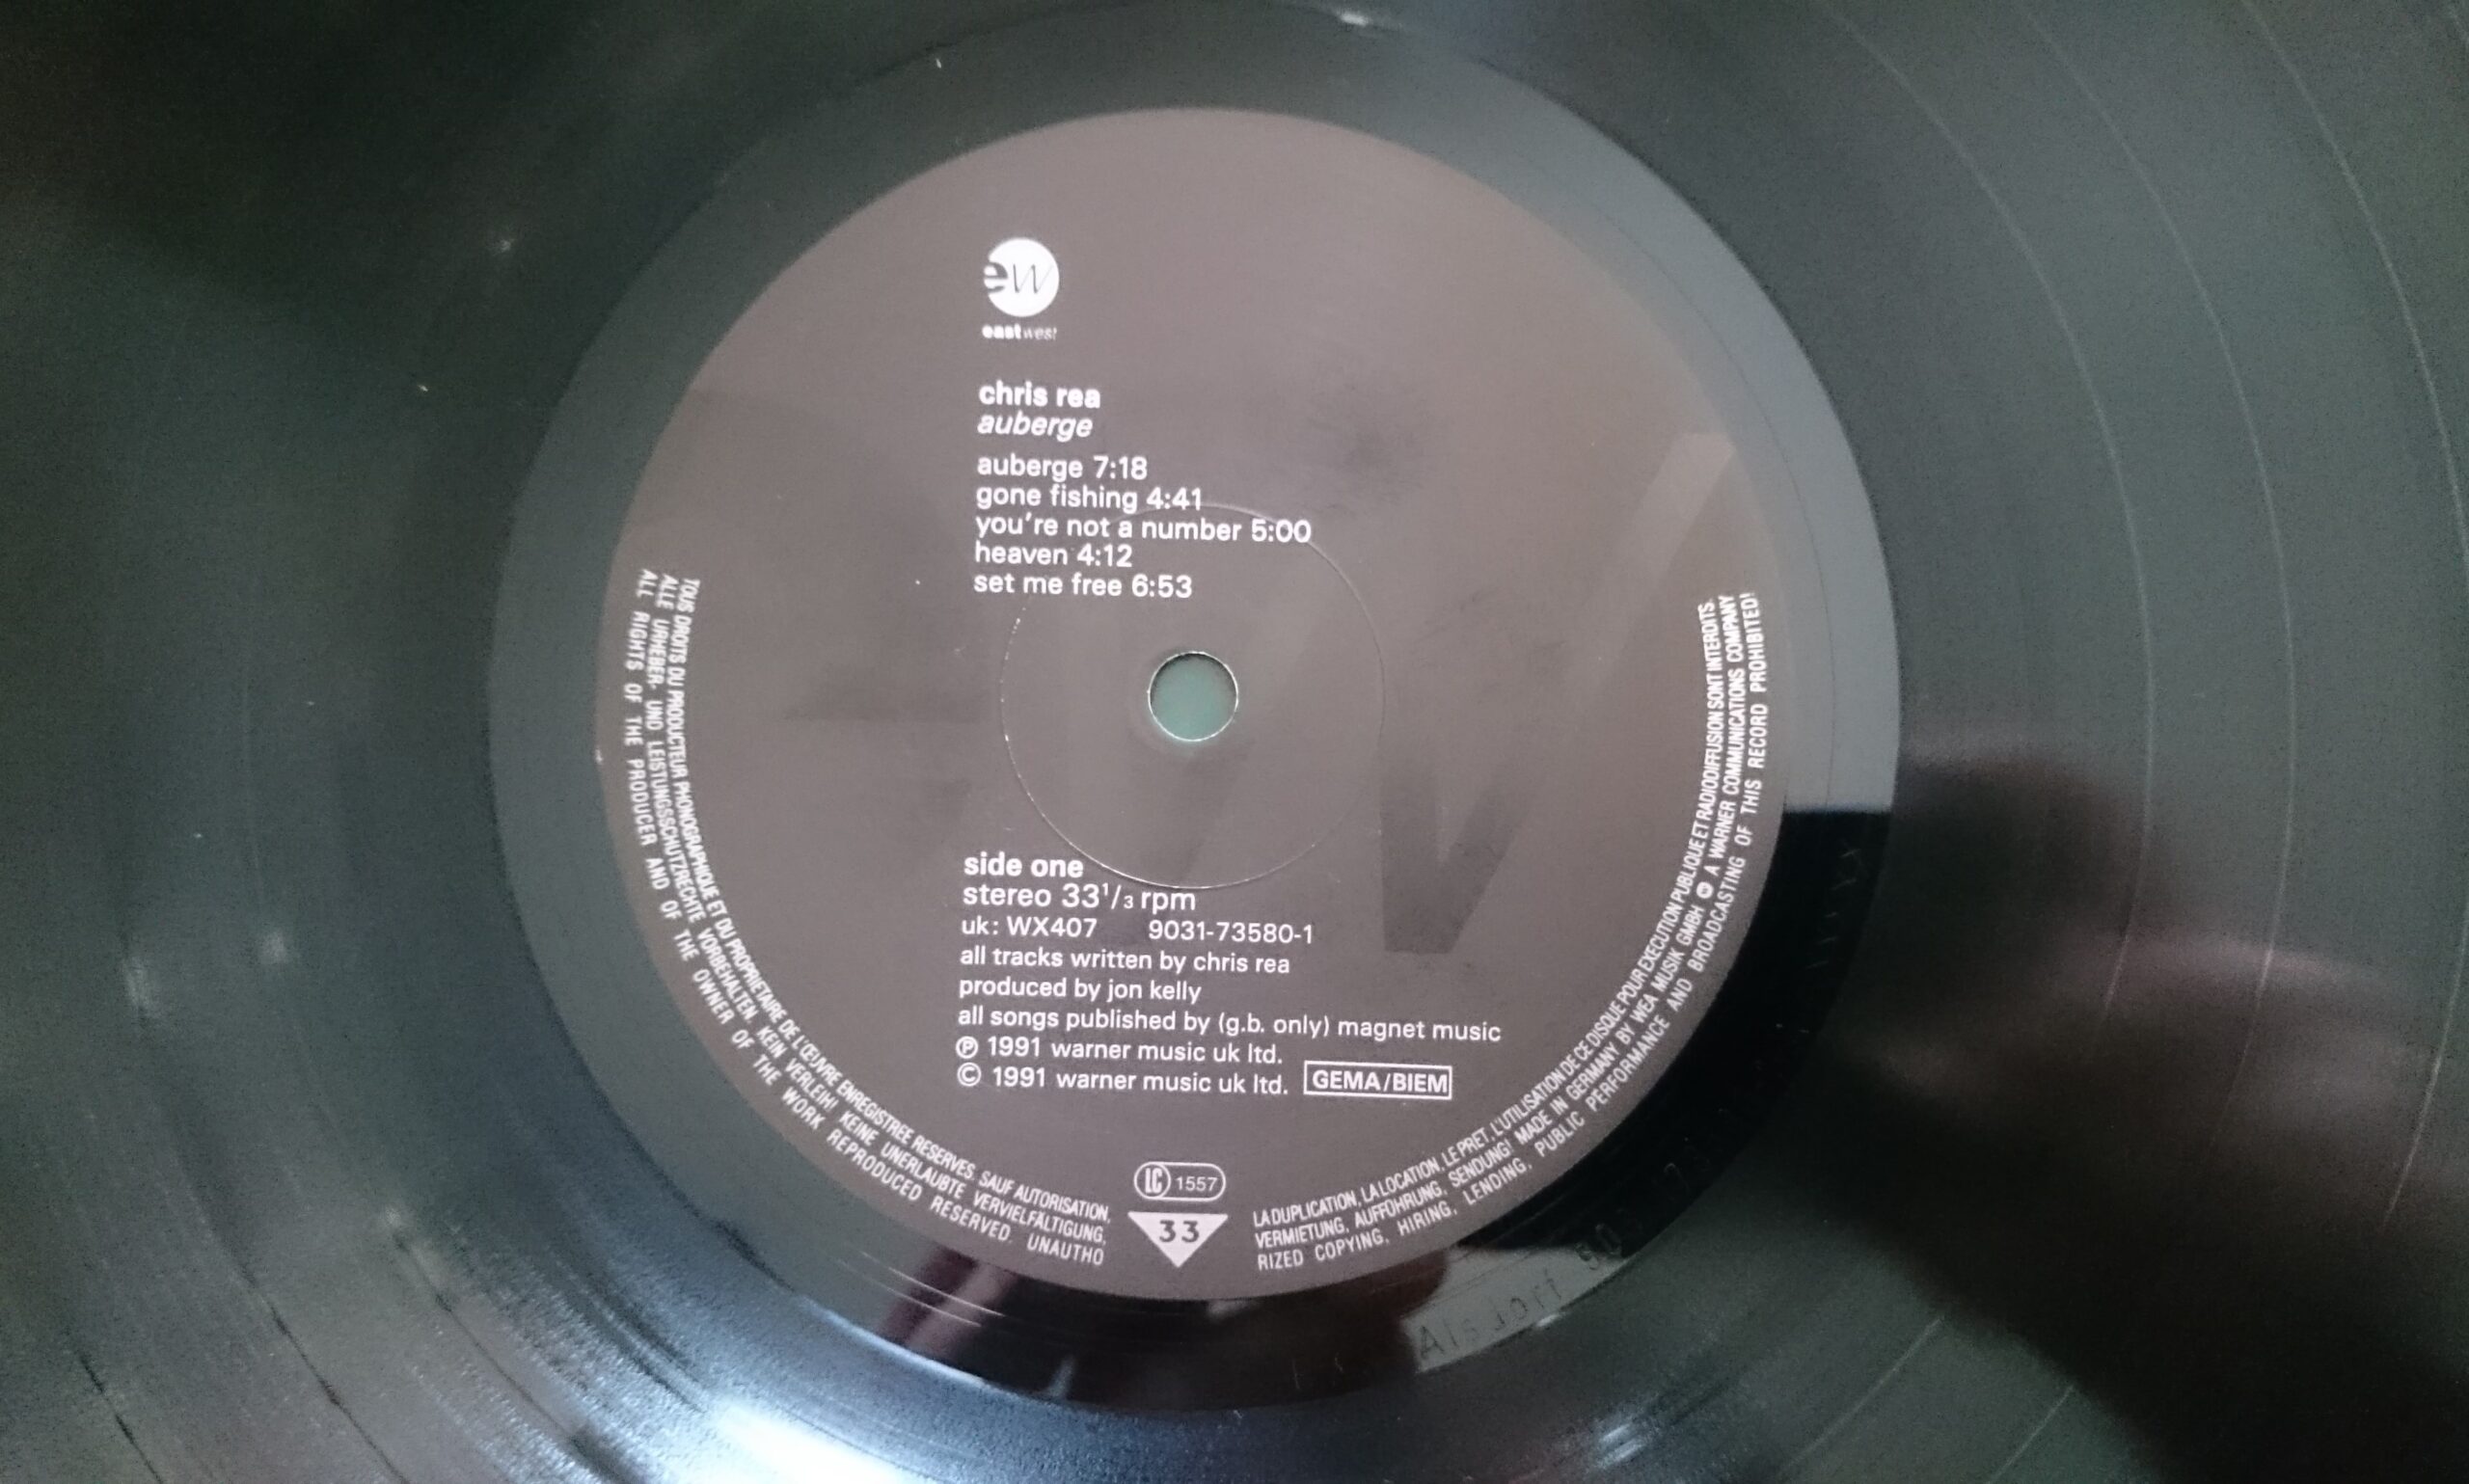 ew
eastwest
chris rea
auberge
auberge 7:18
gone fishing 4:41
you're not a number 5:00
heaven 4:12
set me free 6:53
side one
stereo 33 1/3 rpm
uk: WX407 9031-73580-1
all tracks written by chris rea
produced by jon kelly
all songs published by (g.b. only) magnet music
℗ 1991 warner music uk ltd.
© 1991 warner music uk ltd. GEMA/BIEM
LC 1557
33
TOUS DROITS DU PRODUCTEUR PHONOGRAPHIQUE ET DU PROPRIETAIRE DE L'ŒUVRE ENREGISTREE RESERVES. SAUF AUTORISATION, LA DUPLICATION, LA LOCATION, LE PRET, L'UTILISATION DE CE DISQUE POUR EXECUTION PUBLIQUE ET RADIODIFFUSION SONT INTERDITS.
ALLE URHEBER- UND LEISTUNGSSCHUTZRECHTE VORBEHALTEN. KEIN VERLEIH! KEINE UNERLAUBTE VERVIELFÄLTIGUNG, VERMIETUNG, AUFFÜHRUNG, SENDUNG! MADE IN GERMANY BY WEA MUSIK GMBH A WARNER COMMUNICATIONS COMPANY
ALL RIGHTS OF THE PRODUCER AND OF THE OWNER OF THE WORK REPRODUCED RESERVED. UNAUTHORIZED COPYING, HIRING, LENDING, PUBLIC PERFORMANCE AND BROADCASTING OF THIS RECORD PROHIBITED!
Alsdorf